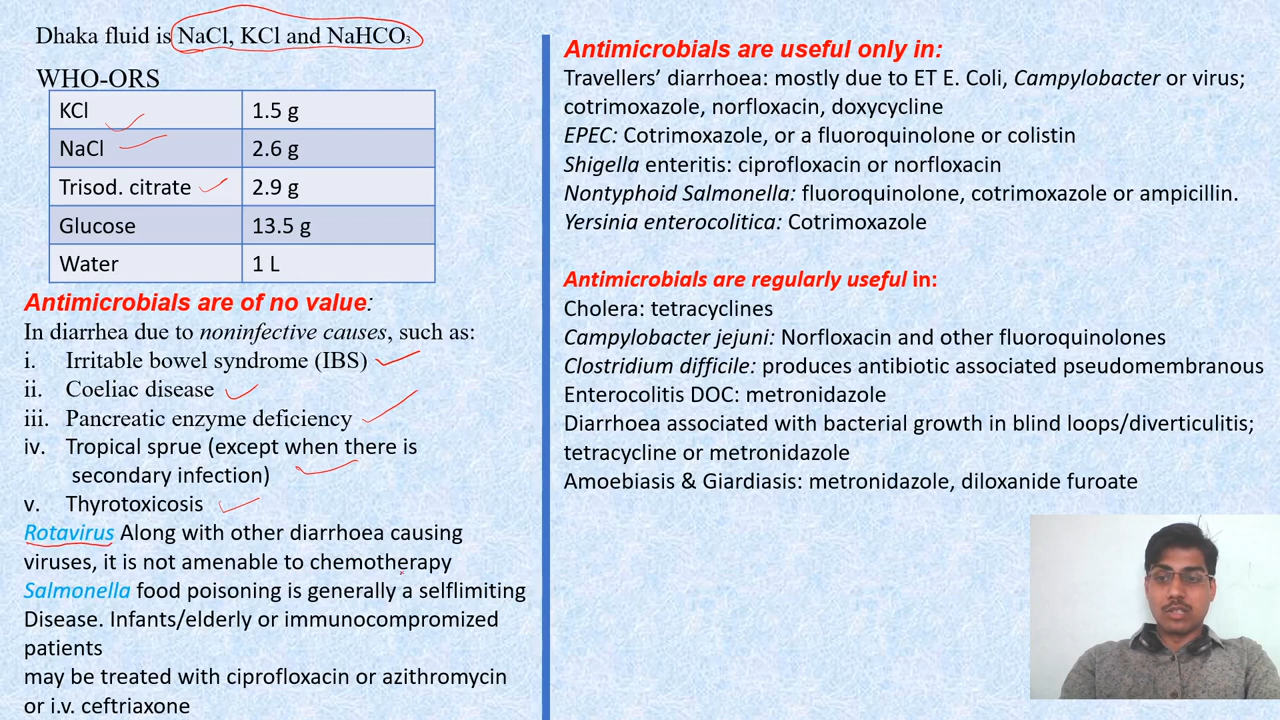 Dhaka fluid is NaCl, KCl and NaHCO₃
WHO-ORS
KCl 1.5 g
NaCl 2.6 g
Trisod. citrate 2.9 g
Glucose 13.5 g
Water 1 L
Antimicrobials are of no value:
In diarrhea due to noninfective causes, such as:
i. Irritable bowel syndrome (IBS)
ii. Coeliac disease
iii. Pancreatic enzyme deficiency
iv. Tropical sprue (except when there is
secondary infection)
v. Thyrotoxicosis
Rotavirus Along with other diarrhoea causing
viruses, it is not amenable to chemotherapy
Salmonella food poisoning is generally a selflimiting
Disease. Infants/elderly or immunocompromized
patients
may be treated with ciprofloxacin or azithromycin
or i.v. ceftriaxone
Antimicrobials are useful only in:
Travellers’ diarrhoea: mostly due to ET E. Coli, Campylobacter or virus;
cotrimoxazole, norfloxacin, doxycycline
EPEC: Cotrimoxazole, or a fluoroquinolone or colistin
Shigella enteritis: ciprofloxacin or norfloxacin
Nontyphoid Salmonella: fluoroquinolone, cotrimoxazole or ampicillin.
Yersinia enterocolitica: Cotrimoxazole
Antimicrobials are regularly useful in:
Cholera: tetracyclines
Campylobacter jejuni: Norfloxacin and other fluoroquinolones
Clostridium difficile: produces antibiotic associated pseudomembranous
Enterocolitis DOC: metronidazole
Diarrhoea associated with bacterial growth in blind loops/diverticulitis;
tetracycline or metronidazole
Amoebiasis & Giardiasis: metronidazole, diloxanide furoate